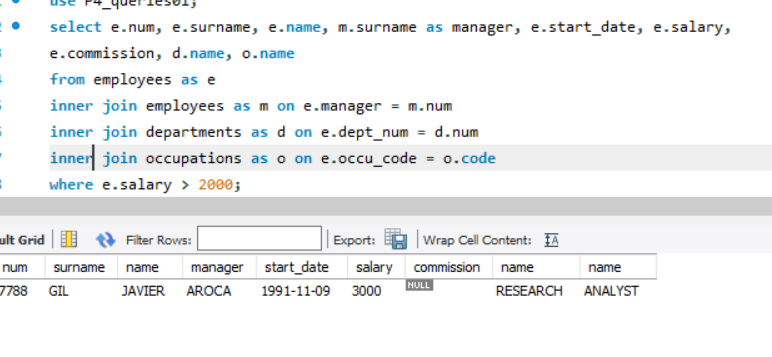 use P4_queries01;
select e.num, e.surname, e.name, m.surname as manager, e.start_date, e.salary,
e.commission, d.name, o.name
from employees as e
inner join employees as m on e.manager = m.num
inner join departments as d on e.dept_num = d.num
inner join occupations as o on e.occu_code = o.code
where e.salary > 2000;
ult Grid Filter Rows: Export: Wrap Cell Content: IA
num surname name manager start_date salary commission name name
7788 GIL JAVIER AROCA 1991-11-09 3000 NULL RESEARCH ANALYST